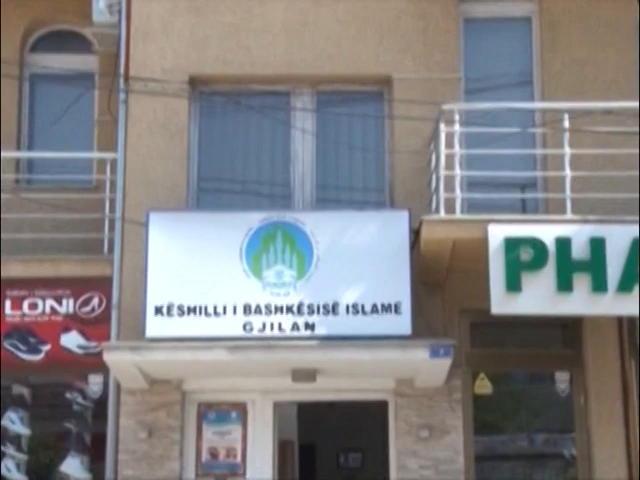 KËSHILLI I BASHKËSISË ISLAME
GJILAN
PHA
LONI